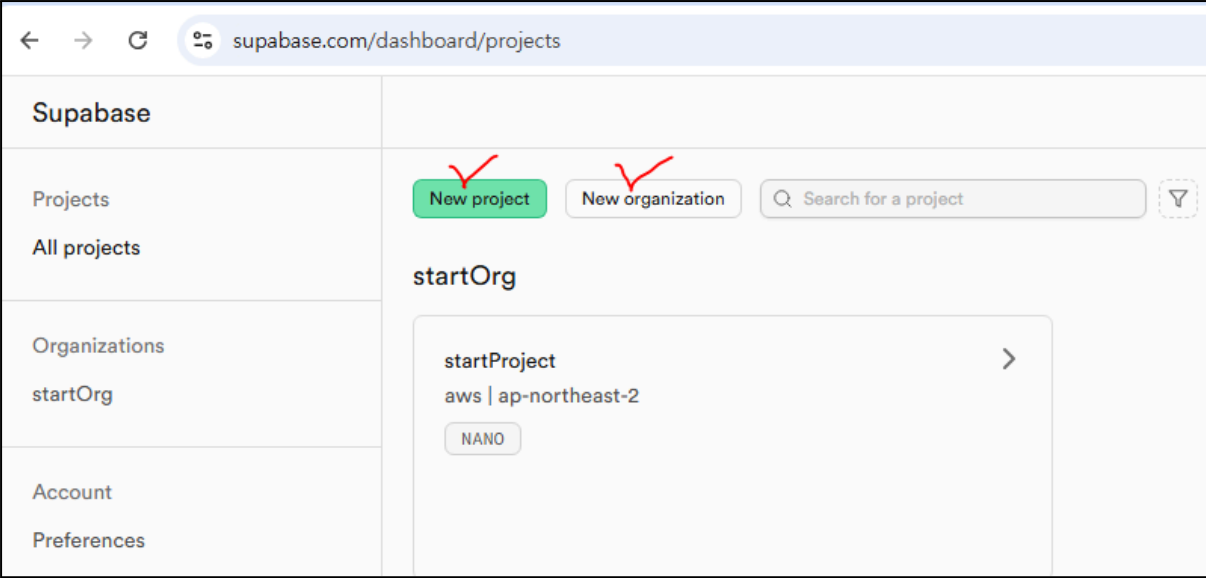 supabase.com/dashboard/projects
Supabase
Projects
All projects
Organizations
startOrg
Account
Preferences
New project
New organization
Search for a project
startOrg
startProject
aws | ap-northeast-2
NANO